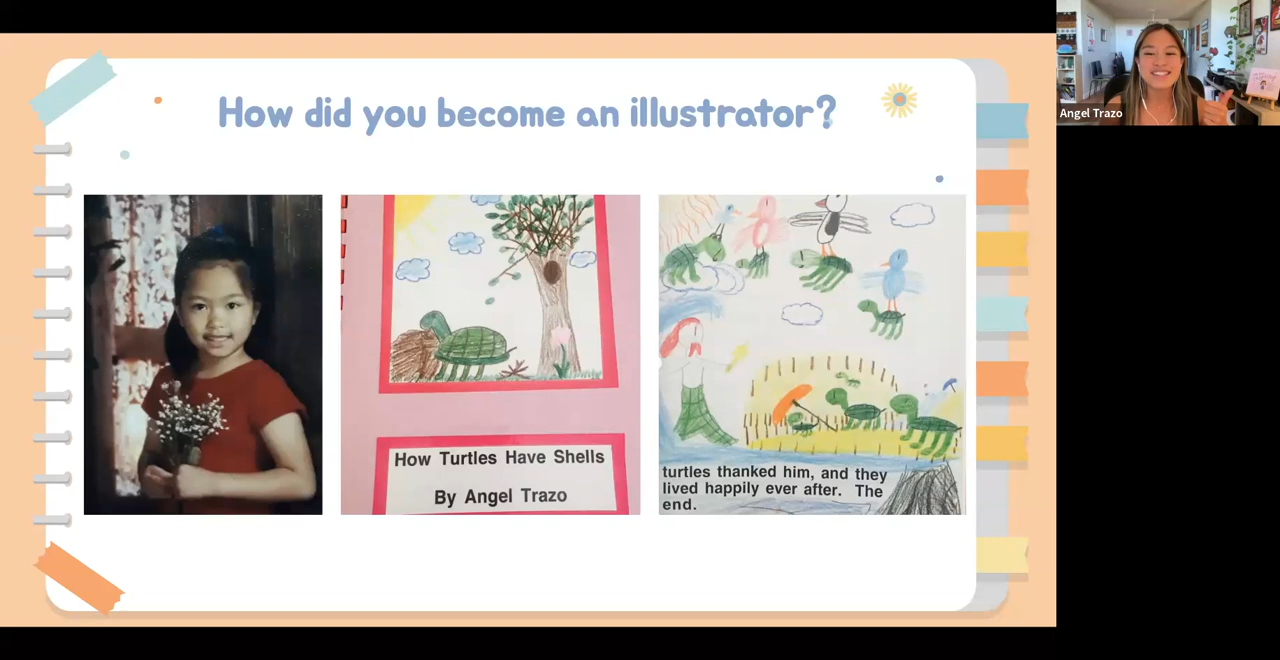 How did you become an illustrator?
Angel Trazo
How Turtles Have Shells
By Angel Trazo
turtles thanked him, and they
lived happily ever after. The
end.